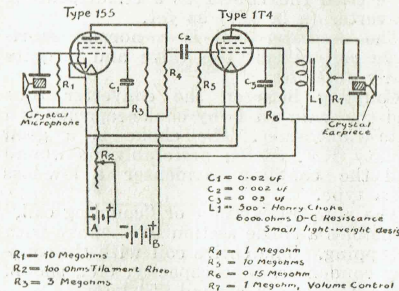 Type 1S5
Type 1T4
C2
R1
C1
R3
R4
R5
C3
R6
L1
R7
Crystal
Microphone
Crystal
Earpiece
R2
A
B
C1 = 0.02 uf
C2 = 0.002 uf
C3 = 0.03 uf
L1 = 300-Henry Choke
6000.ohms D-C Resistance
Small light-weight desig
R1 = 10 Megohms
R2 = 100 Ohms Filament Rheo
R3 = 3 Megohms
R4 = 1 Megohm
R5 = 10 Megohms
R6 = 0.15 Megohm
R7 = 1 Megohm, Volume Control